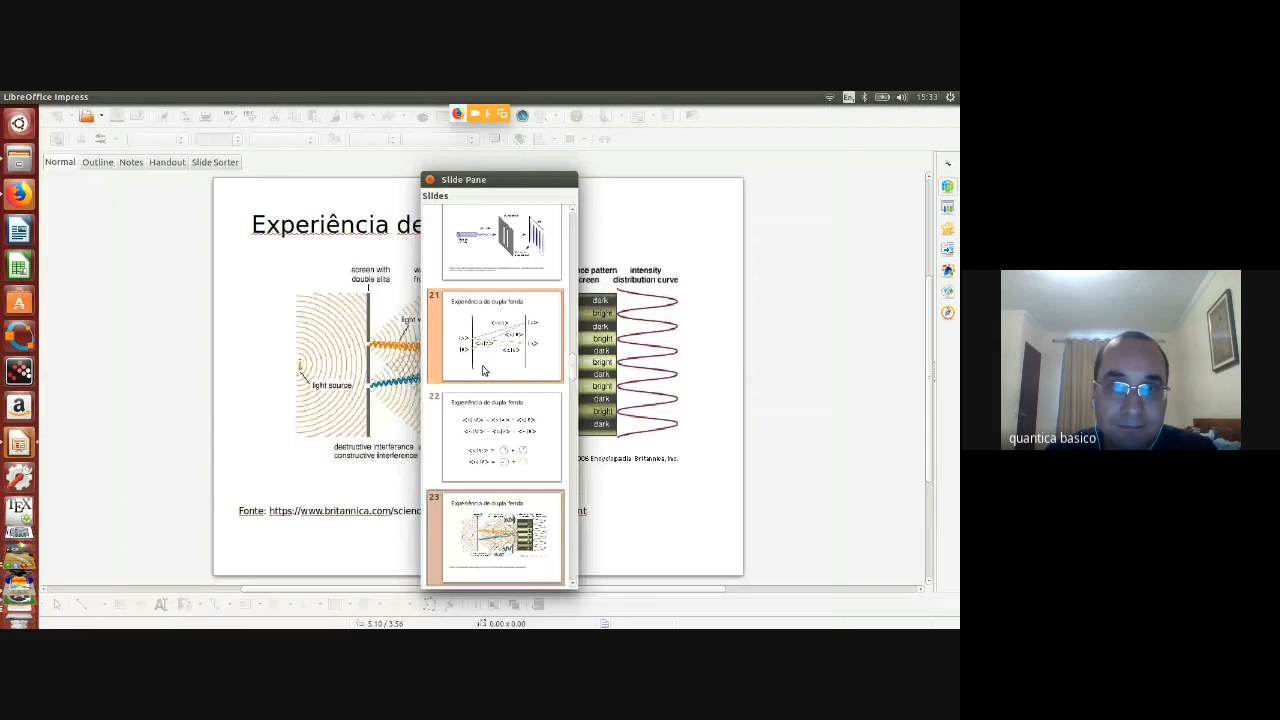 LibreOffice Impress
En
15:33
Normal Outline Notes Handout Slide Sorter
Slide Pane
Slides
Experiência de
screen with
double slits
light source
destructive interference
constructive interference
intensity
distribution curve
dark
bright
dark
bright
dark
bright
dark
bright
dark
bright
dark
Encyclopædia Britannica, Inc.
Fonte: https://www.britannica.com/scien
21
Experiência de dupla fenda
22
Experiência de dupla fenda
23
Experiência de dupla fenda
5.10 / 3.56
0.00 x 0.00
quantica basico